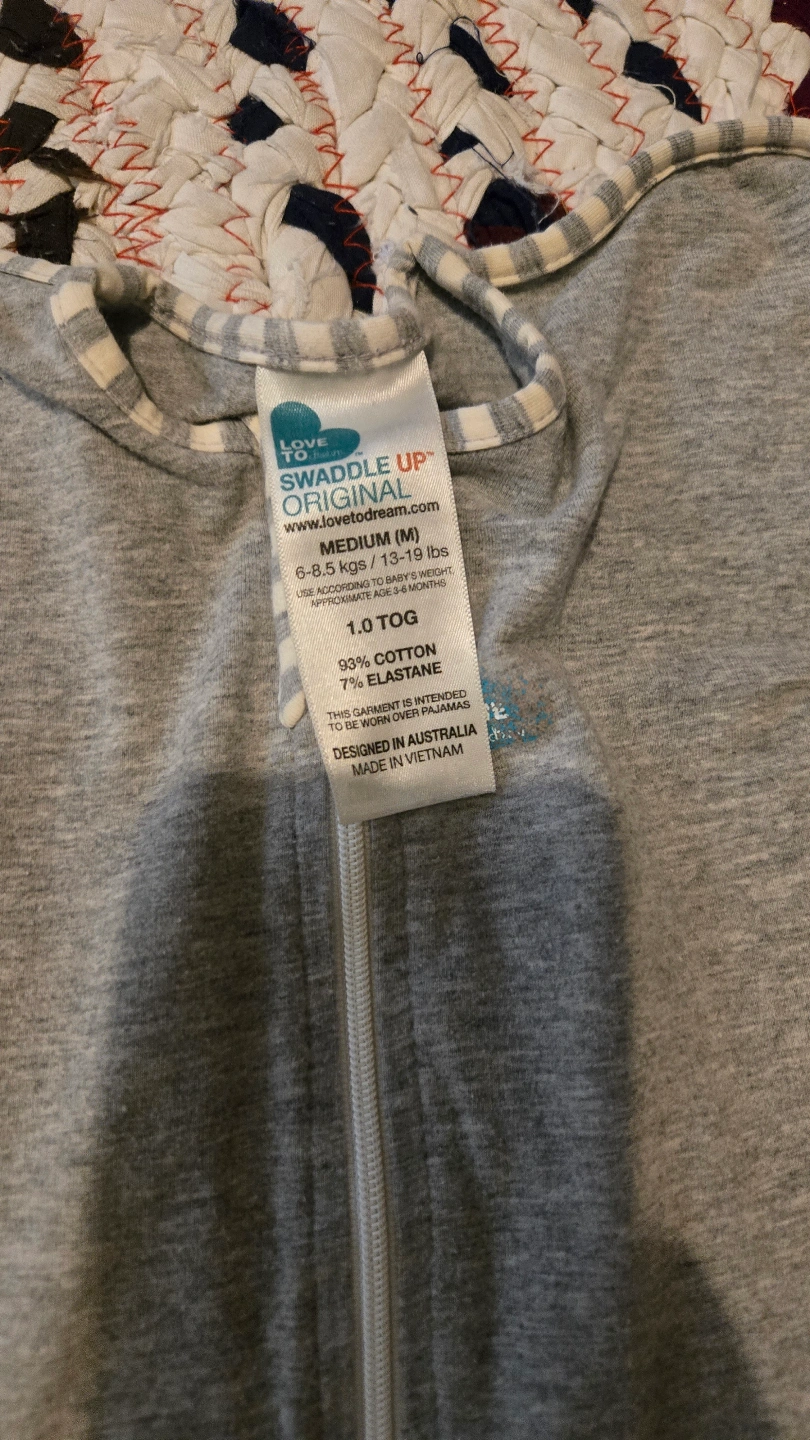 LOVE
TO
SWADDLE UP™
ORIGINAL
www.lovetodream.com
MEDIUM (M)
6-8.5 kgs / 13-19 lbs
USE ACCORDING TO BABY'S WEIGHT.
APPROXIMATE AGE 3-6 MONTHS
1.0 TOG
93% COTTON
7% ELASTANE
THIS GARMENT IS INTENDED
TO BE WORN OVER PAJAMAS
DESIGNED IN AUSTRALIA
MADE IN VIETNAM